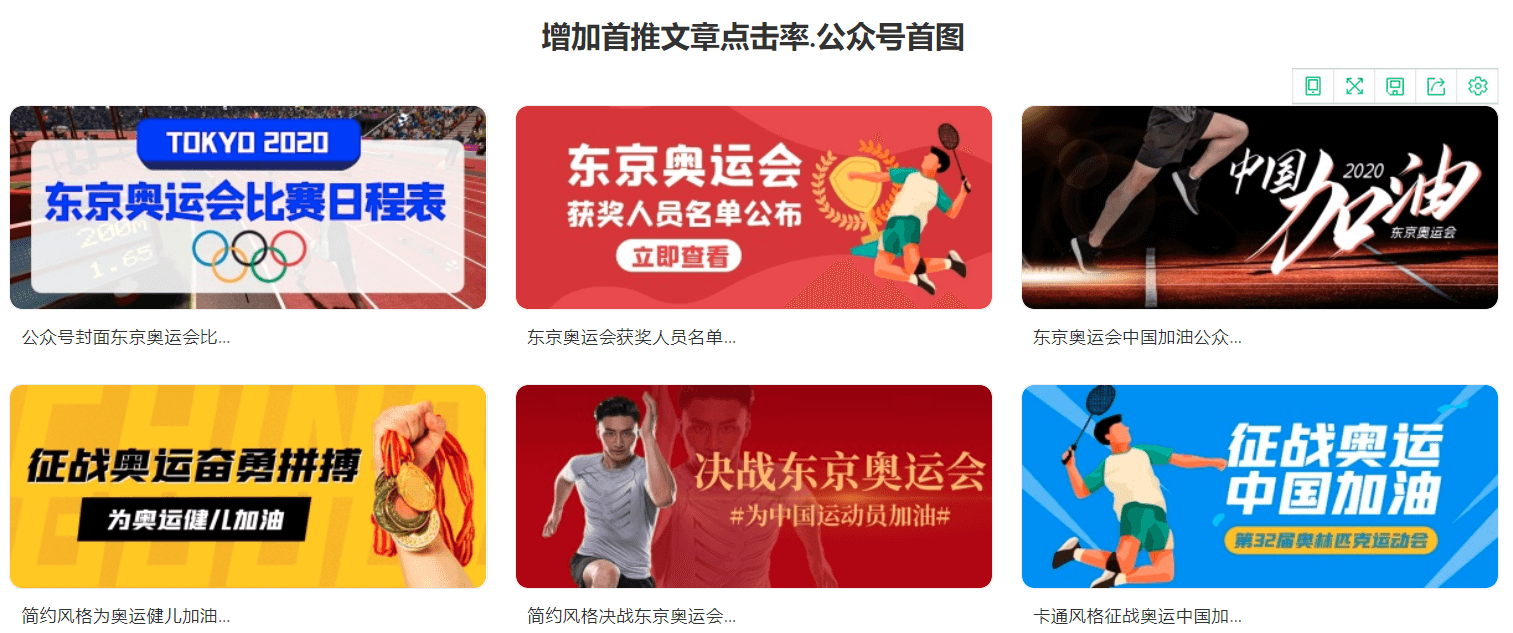 增加首推文章点击率.公众号首图
TOKYO 2020
东京奥运会比赛日程表
200m
1.65
公众号封面东京奥运会比...
东京奥运会
获奖人员名单公布
立即查看
东京奥运会获奖人员名单...
中国加油
2020
东京奥运会
东京奥运会中国加油公众...
征战奥运奋勇拼搏
为奥运健儿加油
简约风格为奥运健儿加油...
决战东京奥运会
#为中国运动员加油#
简约风格决战东京奥运会...
征战奥运
中国加油
第32届奥林匹克运动会
卡通风格征战奥运中国加...